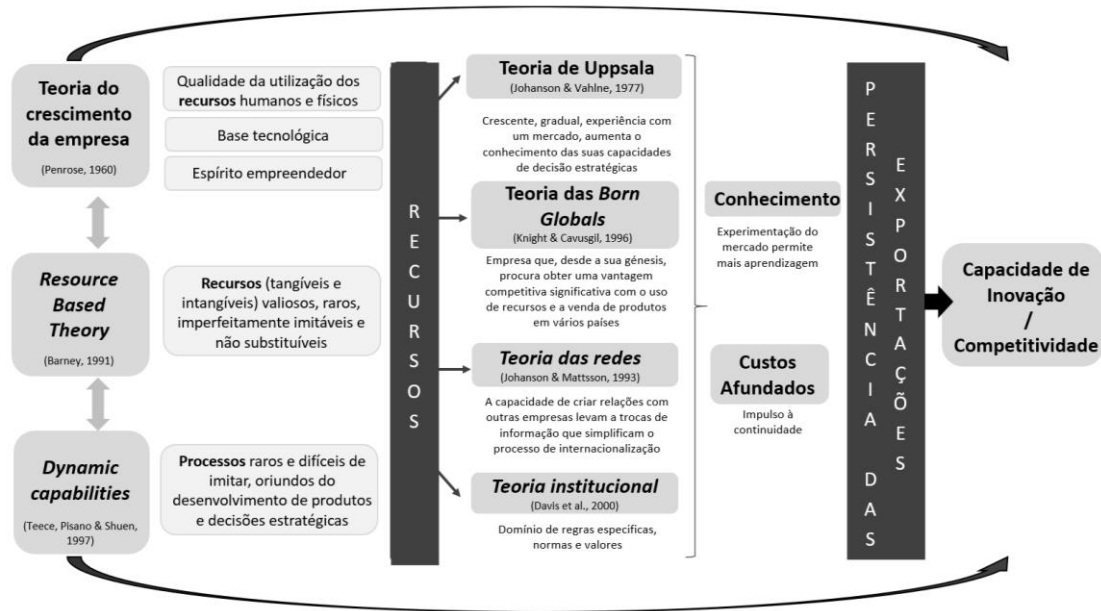 Teoria do
crescimento
da empresa
(Penrose, 1960)
Qualidade da utilização dos
recursos humanos e físicos
Base tecnológica
Espírito empreendedor
Resource
Based
Theory
(Barney, 1991)
Recursos (tangíveis e
intangíveis) valiosos, raros,
imperfeitamente imitáveis e
não substituíveis
Dynamic
capabilities
(Teece, Pisano & Shuen,
1997)
Processos raros e difíceis de
imitar, oriundos do
desenvolvimento de produtos
e decisões estratégicas
RECURSOS
Teoria de Uppsala
(Johanson & Vahlne, 1977)
Crescente, gradual, experiência com
um mercado, aumenta o
conhecimento das suas capacidades
de decisão estratégicas
Teoria das Born
Globals
(Knight & Cavusgil, 1996)
Empresa que, desde a sua génesis,
procura obter uma vantagem
competitiva significativa com o uso
de recursos e a venda de produtos
em vários países
Teoria das redes
(Johanson & Mattsson, 1993)
A capacidade de criar relações com
outras empresas levam a trocas de
informação que simplificam o
processo de internacionalização
Teoria institucional
(Davis et al., 2000)
Domínio de regras especificas,
normas e valores
Conhecimento
Experimentação do
mercado permite
mais aprendizagem
Custos
Afundados
Impulso à
continuidade
PERSISTÊNCIA DAS
EXPORTAÇÕES
Capacidade de
Inovação
/
Competitividade